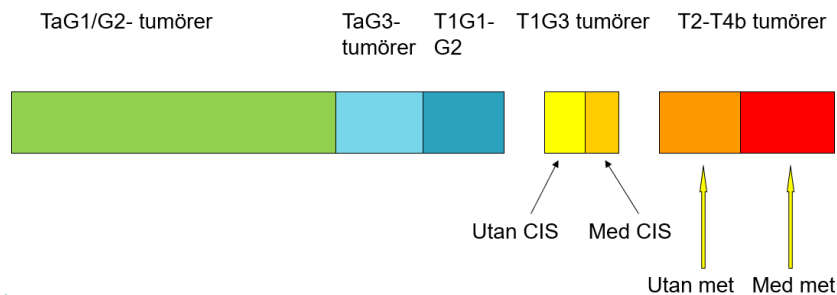 TaG1/G2- tumörer
TaG3-
tumörer
T1G1-
G2
T1G3 tumörer
T2-T4b tumörer
Utan CIS
Med CIS
Utan met
Med met